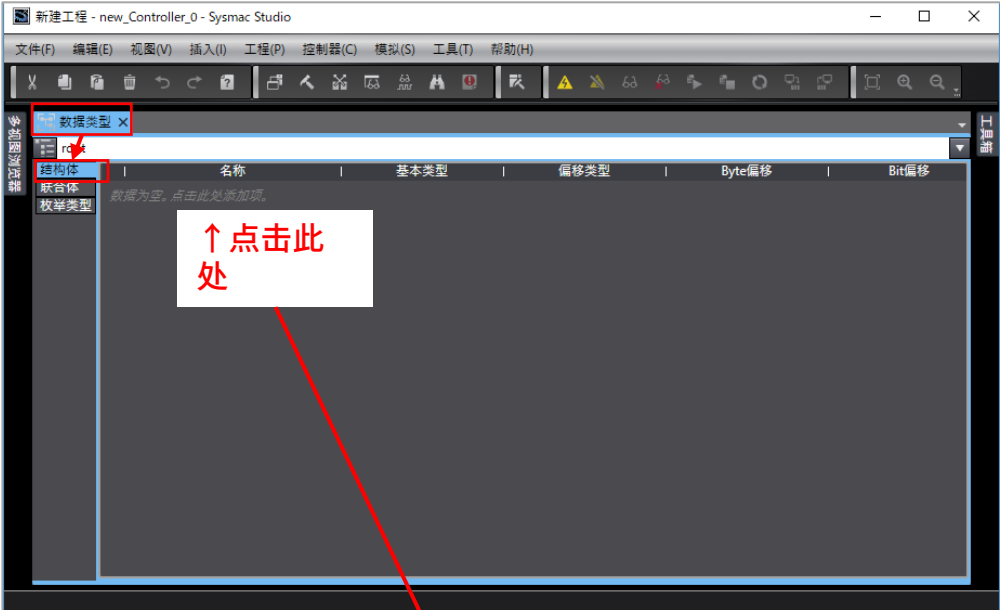 新建工程 - new_Controller_0 - Sysmac Studio
文件(F) 编辑(E) 视图(V) 插入(I) 工程(P) 控制器(C) 模拟(S) 工具(T) 帮助(H)
多视图浏览器
数据类型
工具箱
结构体
名称 基本类型 偏移类型 Byte偏移 Bit偏移
联合体
数据为空。点击此处添加项。
枚举类型
↑点击此
处